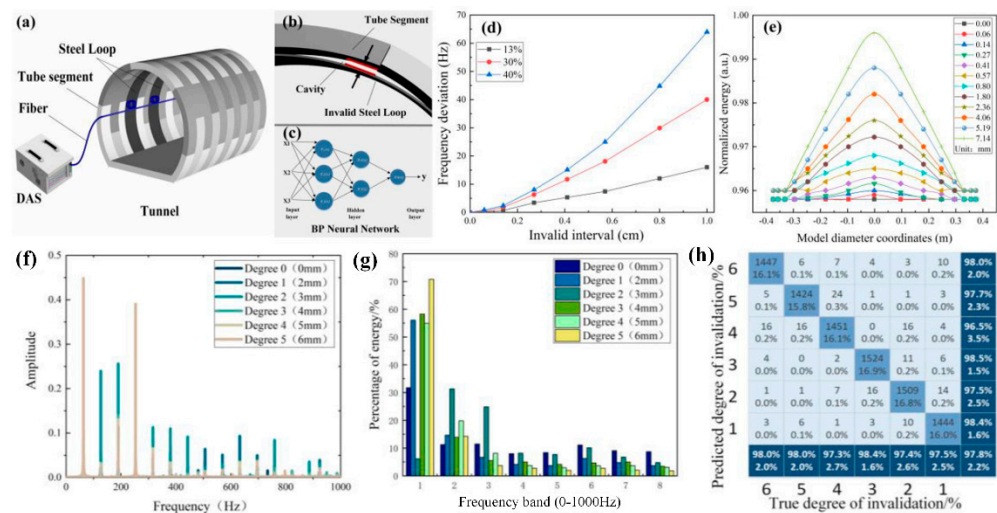 (a)
Steel Loop
Tube segment
Fiber
DAS
Tunnel
(b)
Tube Segment
Cavity
Invalid Steel Loop
(c)
X1
X2
X3
y
Input layer
Hidden layer
Output layer
BP Neural Network
(d)
Frequency deviation (Hz)
70
60
50
40
30
20
10
0
13%
30%
40%
0.0 0.2 0.4 0.6 0.8 1.0
Invalid interval (cm)
(e)
Normalized energy (a.u.)
1.00
0.99
0.98
0.97
0.96
0.96
0.00
0.06
0.14
0.27
0.41
0.57
0.80
1.80
2.36
4.06
5.19
7.14
Unit: mm
-0.4 -0.3 -0.2 -0.1 0.0 0.1 0.2 0.3 0.4
Model diameter coordinates (m)
(f)
Amplitude
0.5
0.4
0.3
0.2
0.1
0.0
Degree 0 (0mm)
Degree 1 (2mm)
Degree 2 (3mm)
Degree 3 (4mm)
Degree 4 (5mm)
Degree 5 (6mm)
0 200 400 600 800 1000
Frequency (Hz)
(g)
Percentage of energy/%
80
70
60
50
40
30
20
10
0
Degree 0 (0mm)
Degree 1 (2mm)
Degree 2 (3mm)
Degree 3 (4mm)
Degree 4 (5mm)
Degree 5 (6mm)
1 2 3 4 5 6 7 8
Frequency band (0-1000Hz)
(h)
Predicted degree of invalidation/%
6 1447 6 7 4 3 10 98.0%
16.1% 0.1% 0.1% 0.0% 0.0% 0.2% 2.0%
5 5 1424 24 1 1 3 97.7%
0.1% 15.8% 0.3% 0.0% 0.0% 0.0% 2.3%
4 16 16 1451 0 16 4 96.5%
0.2% 0.2% 16.1% 0.0% 0.2% 0.0% 3.5%
3 4 0 2 1524 11 6 98.5%
0.0% 0.0% 0.0% 16.9% 0.2% 0.1% 1.5%
2 1 1 7 16 1509 14 97.5%
0.0% 0.0% 0.1% 0.2% 16.8% 0.2% 2.5%
1 3 6 1 3 10 1444 98.4%
0.0% 0.1% 0.0% 0.0% 0.2% 16.0% 1.6%
98.0% 98.0% 97.3% 98.4% 97.4% 97.5% 97.8%
2.0% 2.0% 2.7% 1.6% 2.6% 2.5% 2.2%
6 5 4 3 2 1
True degree of invalidation/%